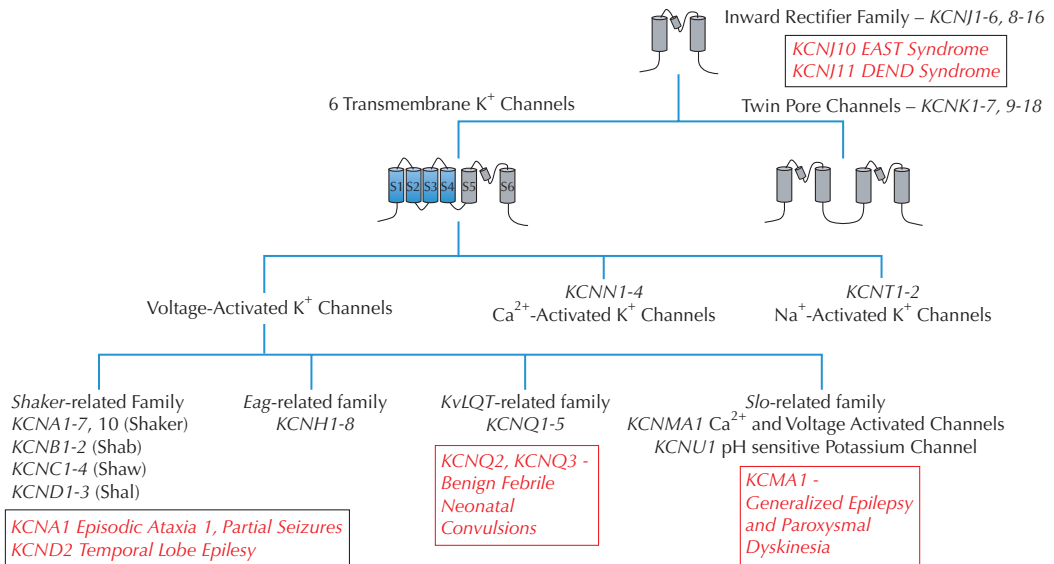 Inward Rectifier Family – KCNJ1-6, 8-16
KCNJ10 EAST Syndrome
KCNJ11 DEND Syndrome
6 Transmembrane K⁺ Channels
Twin Pore Channels – KCNK1-7, 9-18
S1 S2 S3 S4 S5 S6
Voltage-Activated K⁺ Channels
KCNN1-4
Ca²⁺-Activated K⁺ Channels
KCNT1-2
Na⁺-Activated K⁺ Channels
Shaker-related Family
KCNA1-7, 10 (Shaker)
KCNB1-2 (Shab)
KCNC1-4 (Shaw)
KCND1-3 (Shal)
KCNA1 Episodic Ataxia 1, Partial Seizures
KCND2 Temporal Lobe Epilesy
Eag-related family
KCNH1-8
KvLQT-related family
KCNQ1-5
KCNQ2, KCNQ3 -
Benign Febrile
Neonatal
Convulsions
Slo-related family
KCNMA1 Ca²⁺ and Voltage Activated Channels
KCNU1 pH sensitive Potassium Channel
KCMA1 -
Generalized Epilepsy
and Paroxysmal
Dyskinesia